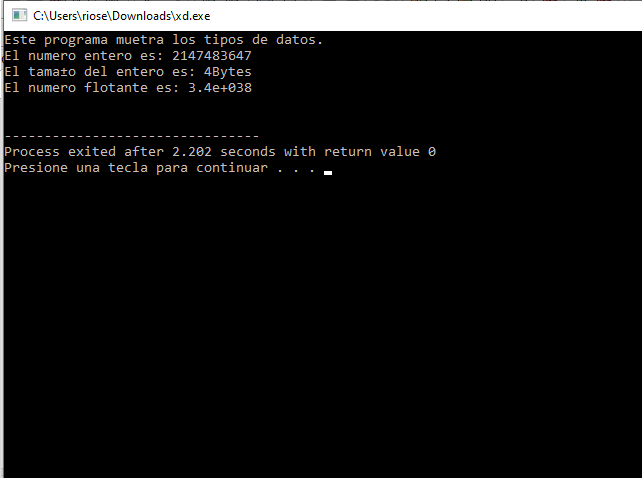 C:\Users\riose\Downloads\xd.exe
Este programa muetra los tipos de datos.
El numero entero es: 2147483647
El tama±o del entero es: 4Bytes
El numero flotante es: 3.4e+038
--------------------------------
Process exited after 2.202 seconds with return value 0
Presione una tecla para continuar . . .